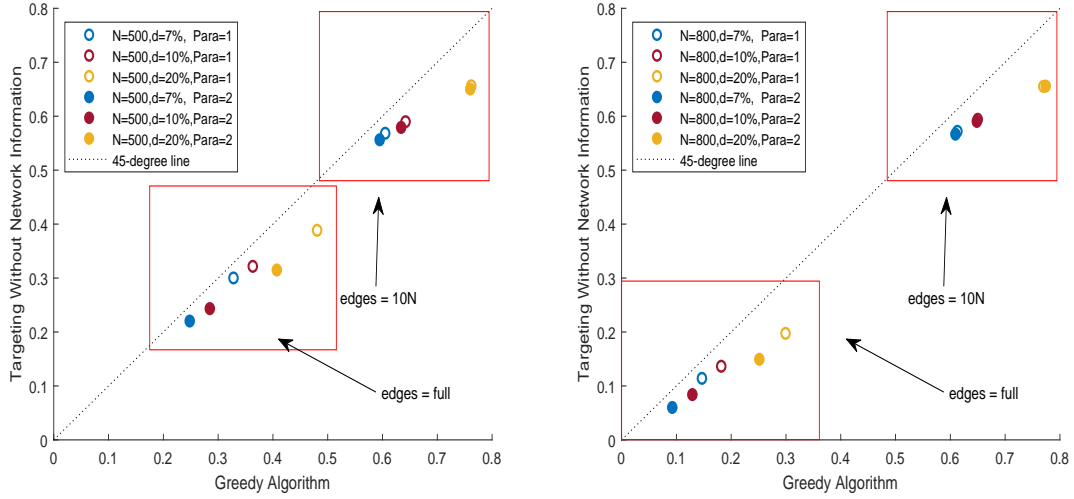 0.8
0.7
0.6
0.5
0.4
0.3
0.2
0.1
0
Targeting Without Network Information
N=500,d=7%, Para=1
N=500,d=10%,Para=1
N=500,d=20%,Para=1
N=500,d=7%, Para=2
N=500,d=10%,Para=2
N=500,d=20%,Para=2
45-degree line
edges = 10N
edges = full
0 0.1 0.2 0.3 0.4 0.5 0.6 0.7 0.8
Greedy Algorithm
0.8
0.7
0.6
0.5
0.4
0.3
0.2
0.1
0
Targeting Without Network Information
N=800,d=7%, Para=1
N=800,d=10%,Para=1
N=800,d=20%,Para=1
N=800,d=7%, Para=2
N=800,d=10%,Para=2
N=800,d=20%,Para=2
45-degree line
edges = 10N
edges = full
0 0.1 0.2 0.3 0.4 0.5 0.6 0.7 0.8
Greedy Algorithm